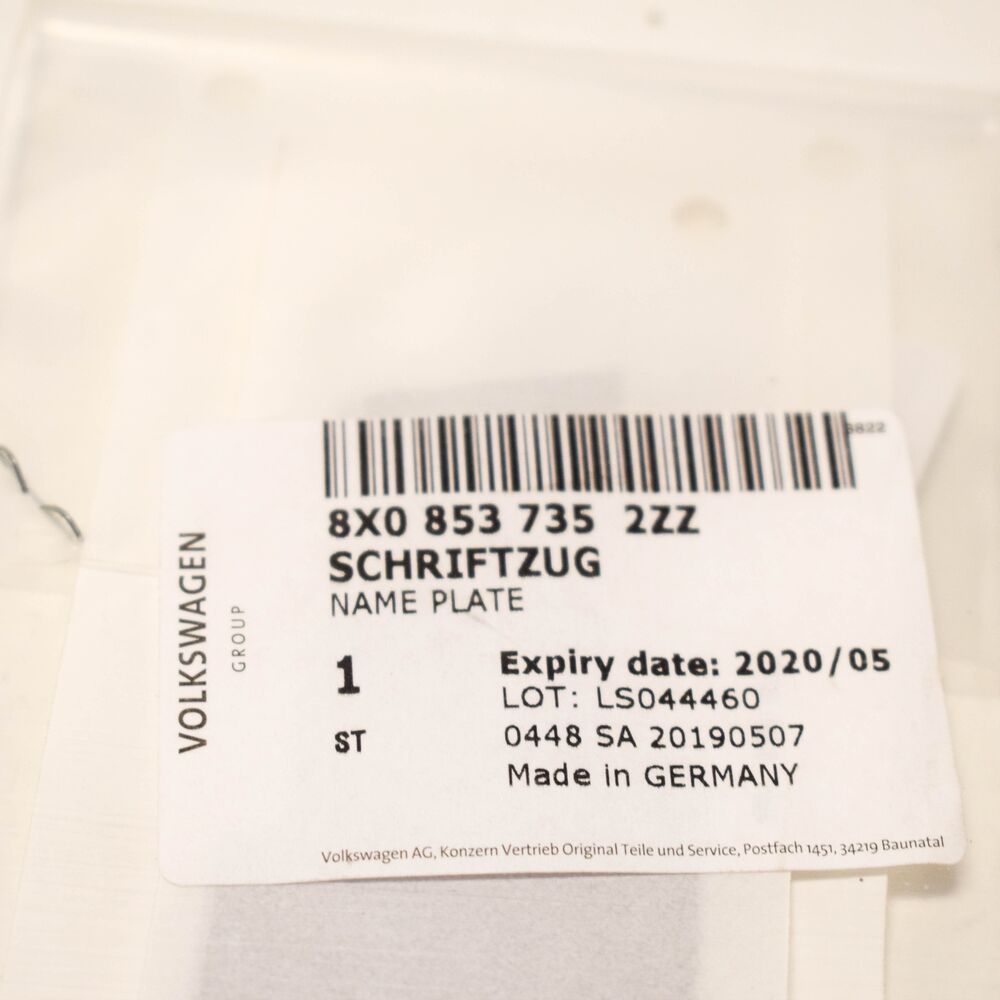 3822
8X0 853 735 2ZZ
SCHRIFTZUG
NAME PLATE
VOLKSWAGEN
GROUP
1
ST
Expiry date: 2020/05
LOT: LS044460
0448 SA 20190507
Made in GERMANY
Volkswagen AG, Konzern Vertrieb Original Teile und Service, Postfach 1451, 34219 Baunatal